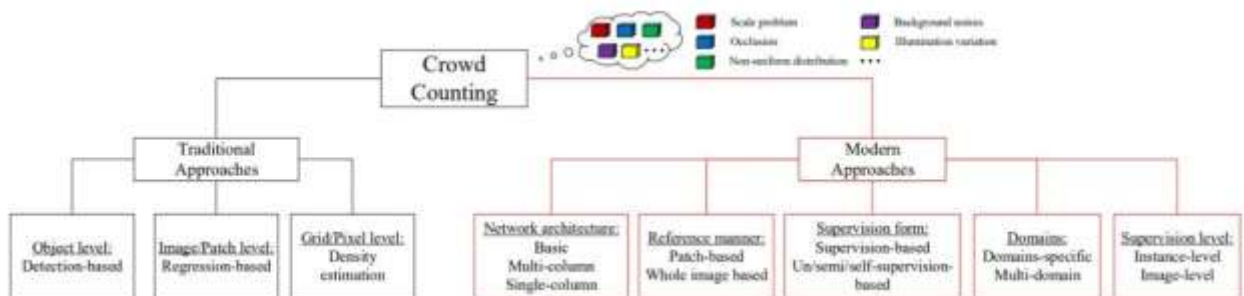 Scale problem
Background noises
Occlusion
Illumination variation
Non-uniform distribution
Crowd
Counting
Traditional
Approaches
Modern
Approaches
Object level:
Detection-based
Image/Patch level:
Regression-based
Grid/Pixel level:
Density
estimation
Network architecture:
Basic
Multi-column
Single-column
Reference manner:
Patch-based
Whole image based
Supervision form:
Supervision-based
Un/semi/self-supervision-
based
Domains:
Domains-specific
Multi-domain
Supervision level:
Instance-level
Image-level